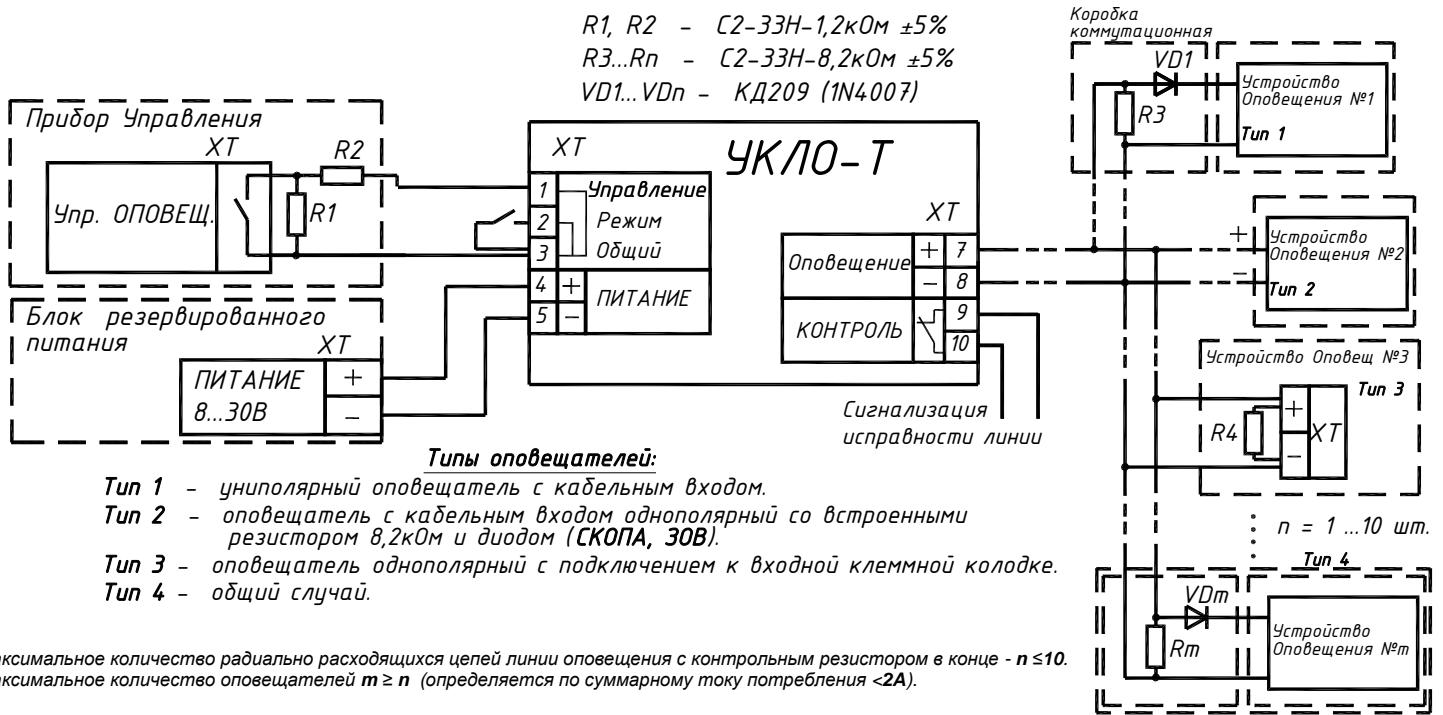 R1, R2 - С2-33Н-1,2кОм ±5%
R3...Rn - С2-33Н-8,2кОм ±5%
VD1...VDn - КД209 (1N4007)
Коробка
коммутационная
VD1
R3
Устройство
Оповещения №1
Тип 1
Прибор Управления
ХТ
R2
Упр. ОПОВЕЩ.
R1
УКЛО-Т
ХТ
1 Управление
2 Режим
3 Общий
4 +
5 –
ПИТАНИЕ
ХТ
Оповещение
+ 7
– 8
КОНТРОЛЬ
9
10
+
–
Устройство
Оповещения №2
Тип 2
Блок резервированного
питания
ХТ
ПИТАНИЕ
8...30В
+
–
Сигнализация
исправности линии
Устройство Оповещ №3
Тип 3
R4
+
–
ХТ
n = 1 ...10 шт.
Тип 4
VDm
Rm
Устройство
Оповещения №m
Типы оповещателей:
Тип 1 - униполярный оповещатель с кабельным входом.
Тип 2 - оповещатель с кабельным входом однополярный со встроенными
резистором 8,2кОм и диодом (СКОПА, ЗОВ).
Тип 3 - оповещатель однополярный с подключением к входной клеммной колодке.
Тип 4 - общий случай.
аксимальное количество радиально расходящихся цепей линии оповещения с контрольным резистором в конце - n ≤10.
аксимальное количество оповещателей m ≥ n (определяется по суммарному току потребления <2А).